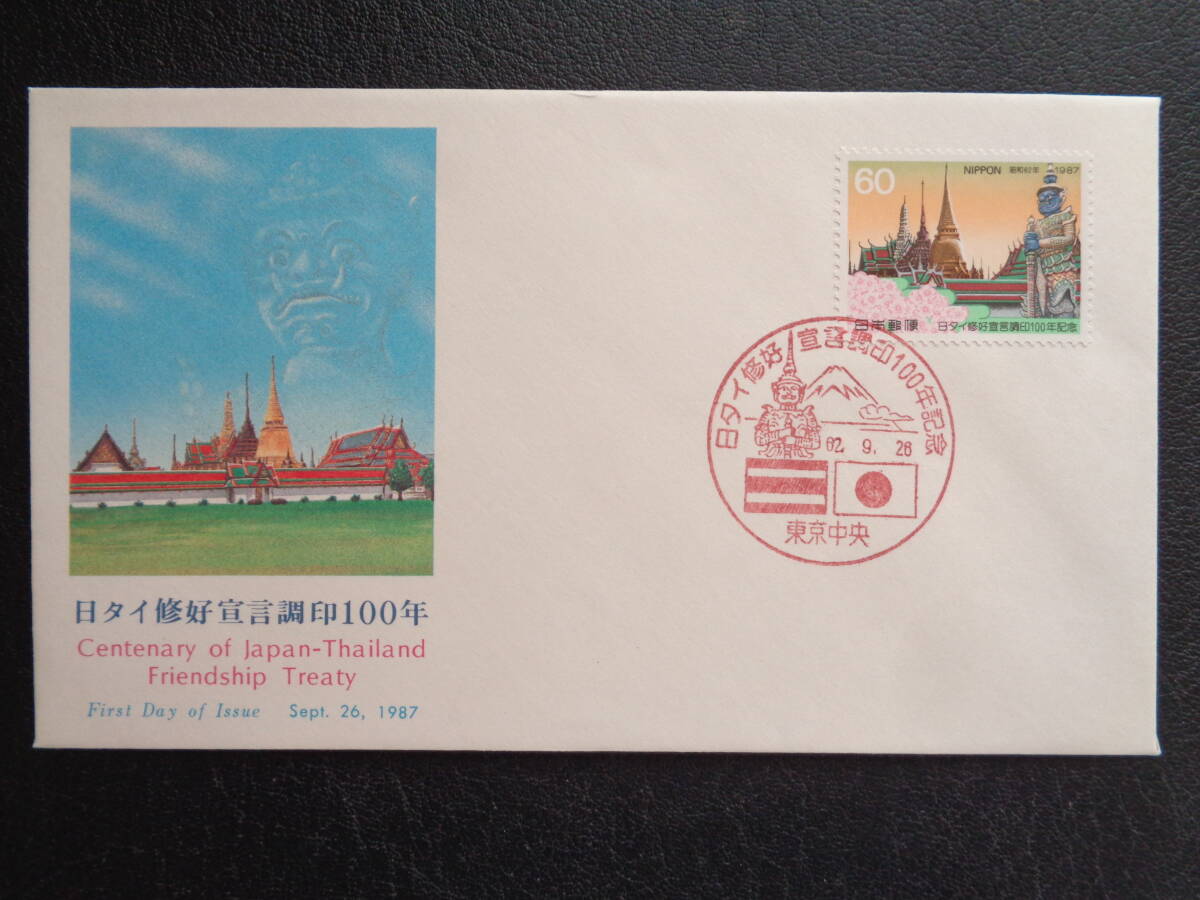 60 NIPPON 昭和62年 1987
日本郵便 日タイ修好宣言調印100年記念
日タイ修好宣言調印100年記念
62. 9. 26
東京中央
日タイ修好宣言調印100年
Centenary of Japan-Thailand
Friendship Treaty
First Day of Issue Sept. 26, 1987